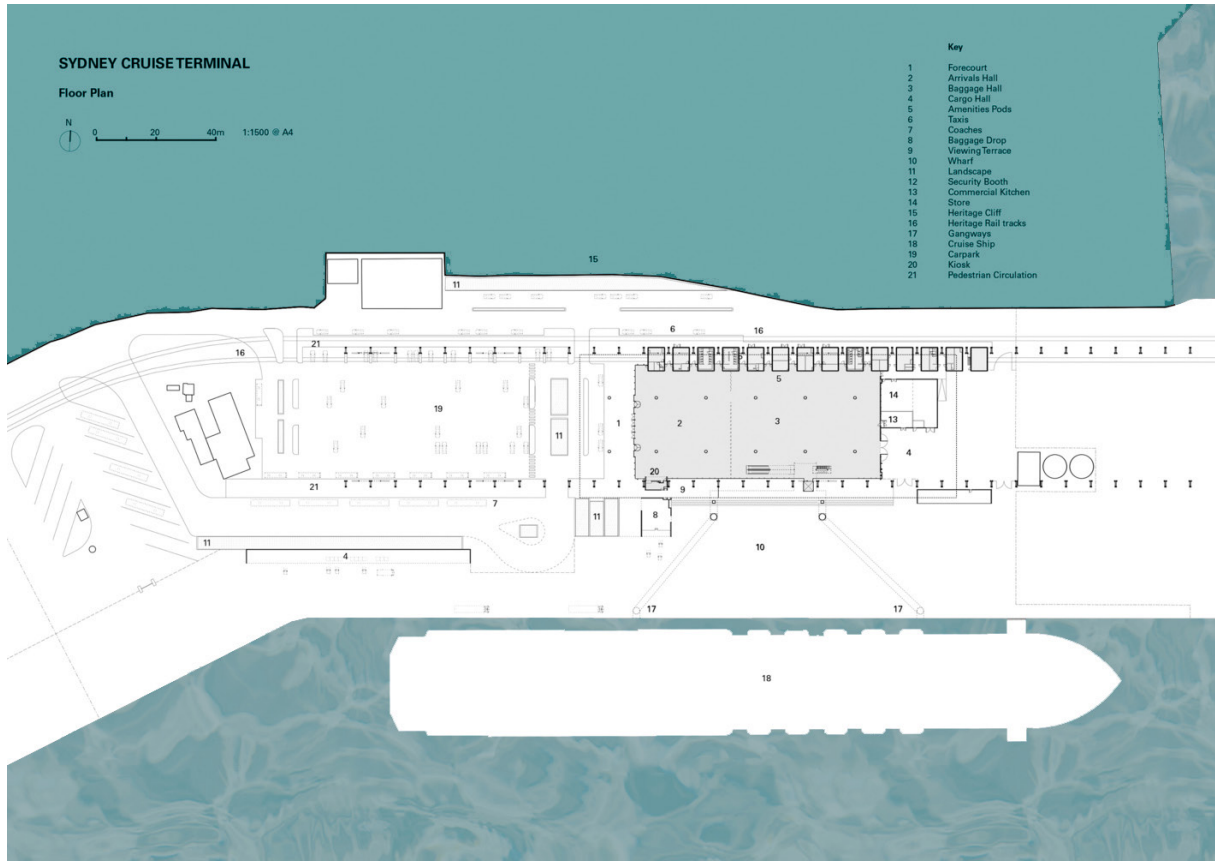 SYDNEY CRUISE TERMINAL
Floor Plan
N
0 20 40m 1:1500 @ A4
Key
1 Forecourt
2 Arrivals Hall
3 Baggage Hall
4 Cargo Hall
5 Amenities Pods
6 Taxis
7 Coaches
8 Baggage Drop
9 Viewing Terrace
10 Wharf
11 Landscape
12 Security Booth
13 Commercial Kitchen
14 Store
15 Heritage Cliff
16 Heritage Rail tracks
17 Gangways
18 Cruise Ship
19 Carpark
20 Kiosk
21 Pedestrian Circulation
15
11
6 16
21
16
5
14
19
1 2 3
13
11
4
20
21
9
7
11 8
11
10
4
17 17
18